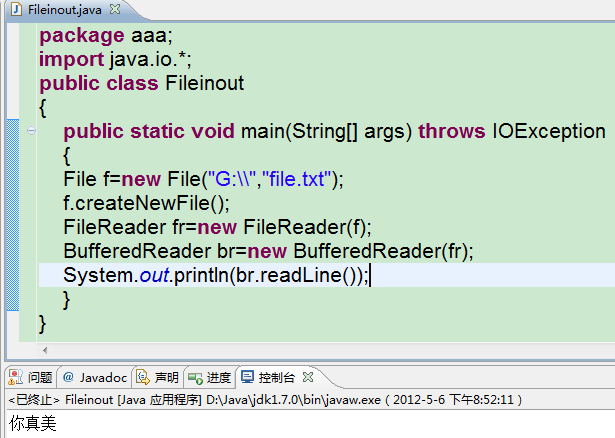 Fileinout.java
package aaa;
import java.io.*;
public class Fileinout
{
public static void main(String[] args) throws IOException
{
File f=new File("G:\\","file.txt");
f.createNewFile();
FileReader fr=new FileReader(f);
BufferedReader br=new BufferedReader(fr);
System.out.println(br.readLine());
}
}
问题 @ Javadoc 声明 进度 控制台
<已终止> Fileinout [Java 应用程序] D:\Java\jdk1.7.0\bin\javaw.exe ( 2012-5-6 下午8:52:11 )
你真美